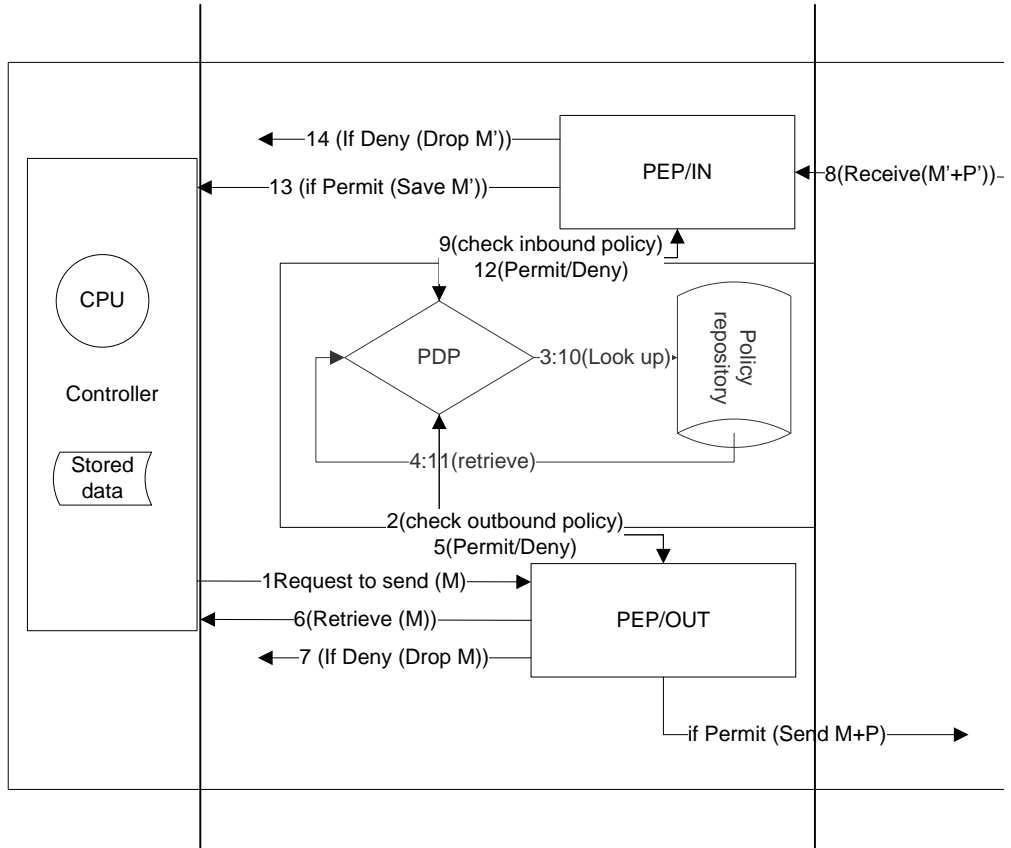 14 (If Deny (Drop M’))
PEP/IN
8(Receive(M’+P’))
13 (if Permit (Save M’))
9(check inbound policy)
12(Permit/Deny)
CPU
PDP
3:10(Look up)
Policy
repository
Controller
4:11(retrieve)
Stored
data
2(check outbound policy)
5(Permit/Deny)
1Request to send (M)
6(Retrieve (M))
PEP/OUT
7 (If Deny (Drop M))
if Permit (Send M+P)